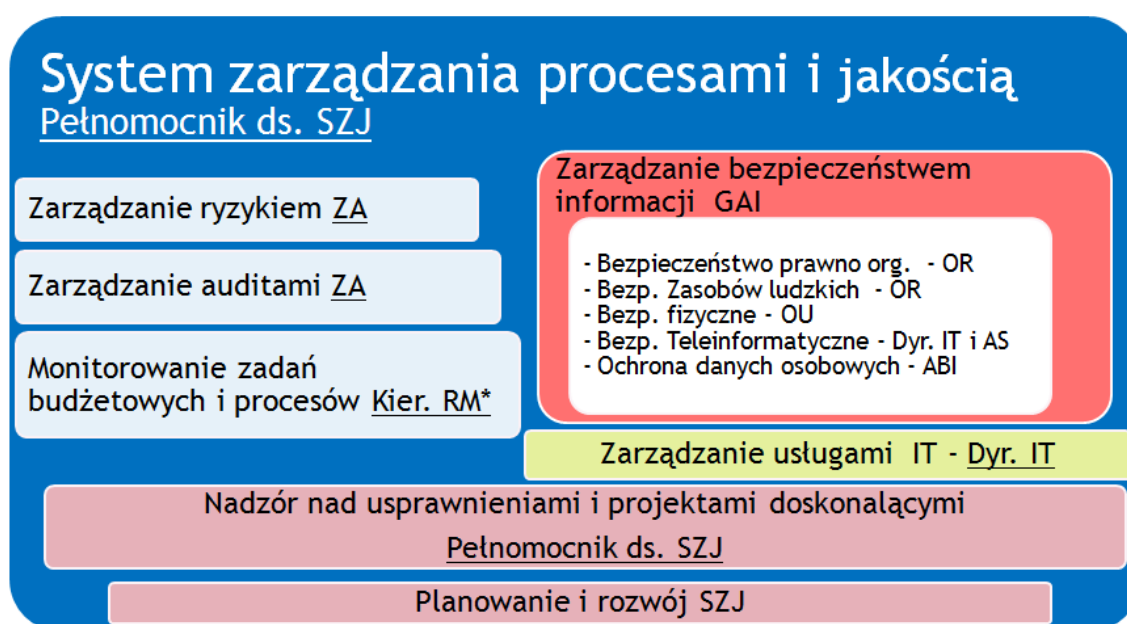 System zarządzania procesami i jakością
Pełnomocnik ds. SZJ
Zarządzanie ryzykiem ZA
Zarządzanie auditami ZA
Monitorowanie zadań
budżetowych i procesów Kier. RM*
Zarządzanie bezpieczeństwem
informacji GAI
- Bezpieczeństwo prawno org. - OR
- Bezp. Zasobów ludzkich - OR
- Bezp. fizyczne - OU
- Bezp. Teleinformatyczne - Dyr. IT i AS
- Ochrona danych osobowych - ABI
Zarządzanie usługami IT - Dyr. IT
Nadzór nad usprawnieniami i projektami doskonalącymi
Pełnomocnik ds. SZJ
Planowanie i rozwój SZJ